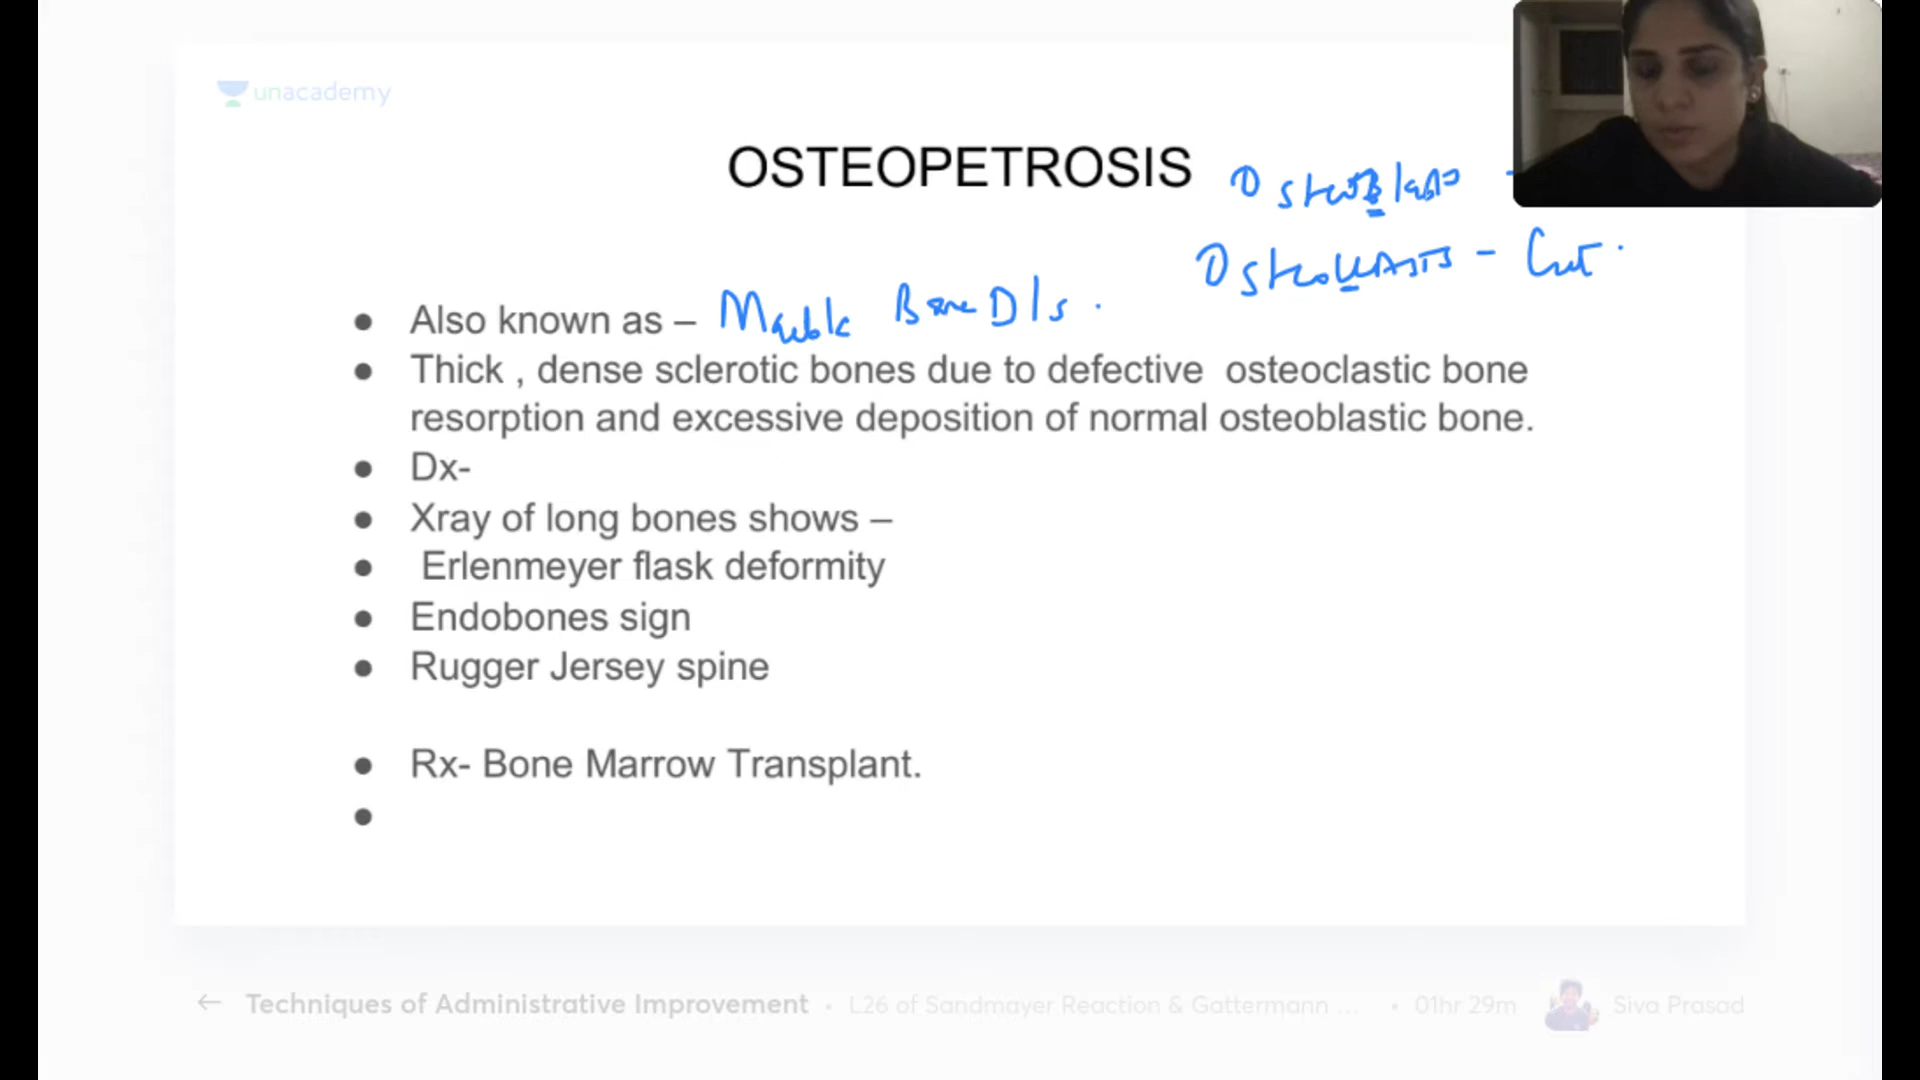 unacademy
OSTEOPETROSIS
Osteoblasts -
Osteoclasts - Cut.
Also known as – Marble Bone D/s.
Thick , dense sclerotic bones due to defective osteoclastic bone
resorption and excessive deposition of normal osteoblastic bone.
Dx-
Xray of long bones shows –
Erlenmeyer flask deformity
Endobones sign
Rugger Jersey spine
Rx- Bone Marrow Transplant.
← Techniques of Administrative Improvement • L26 of Sandmayer Reaction & Gattermann ... • 01hr 29m Siva Prasad